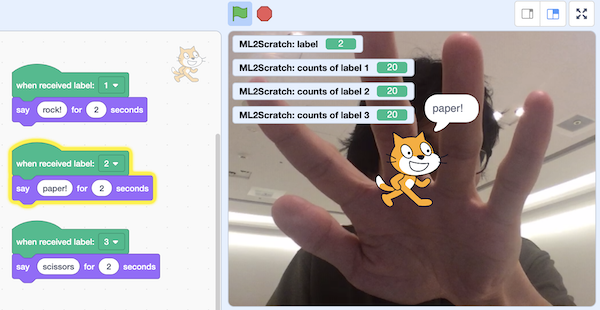 when received label: 1
say rock! for 2 seconds
when received label: 2
say paper! for 2 seconds
when received label: 3
say scissors for 2 seconds
ML2Scratch: label 2
ML2Scratch: counts of label 1 20
ML2Scratch: counts of label 2 20
ML2Scratch: counts of label 3 20
paper!